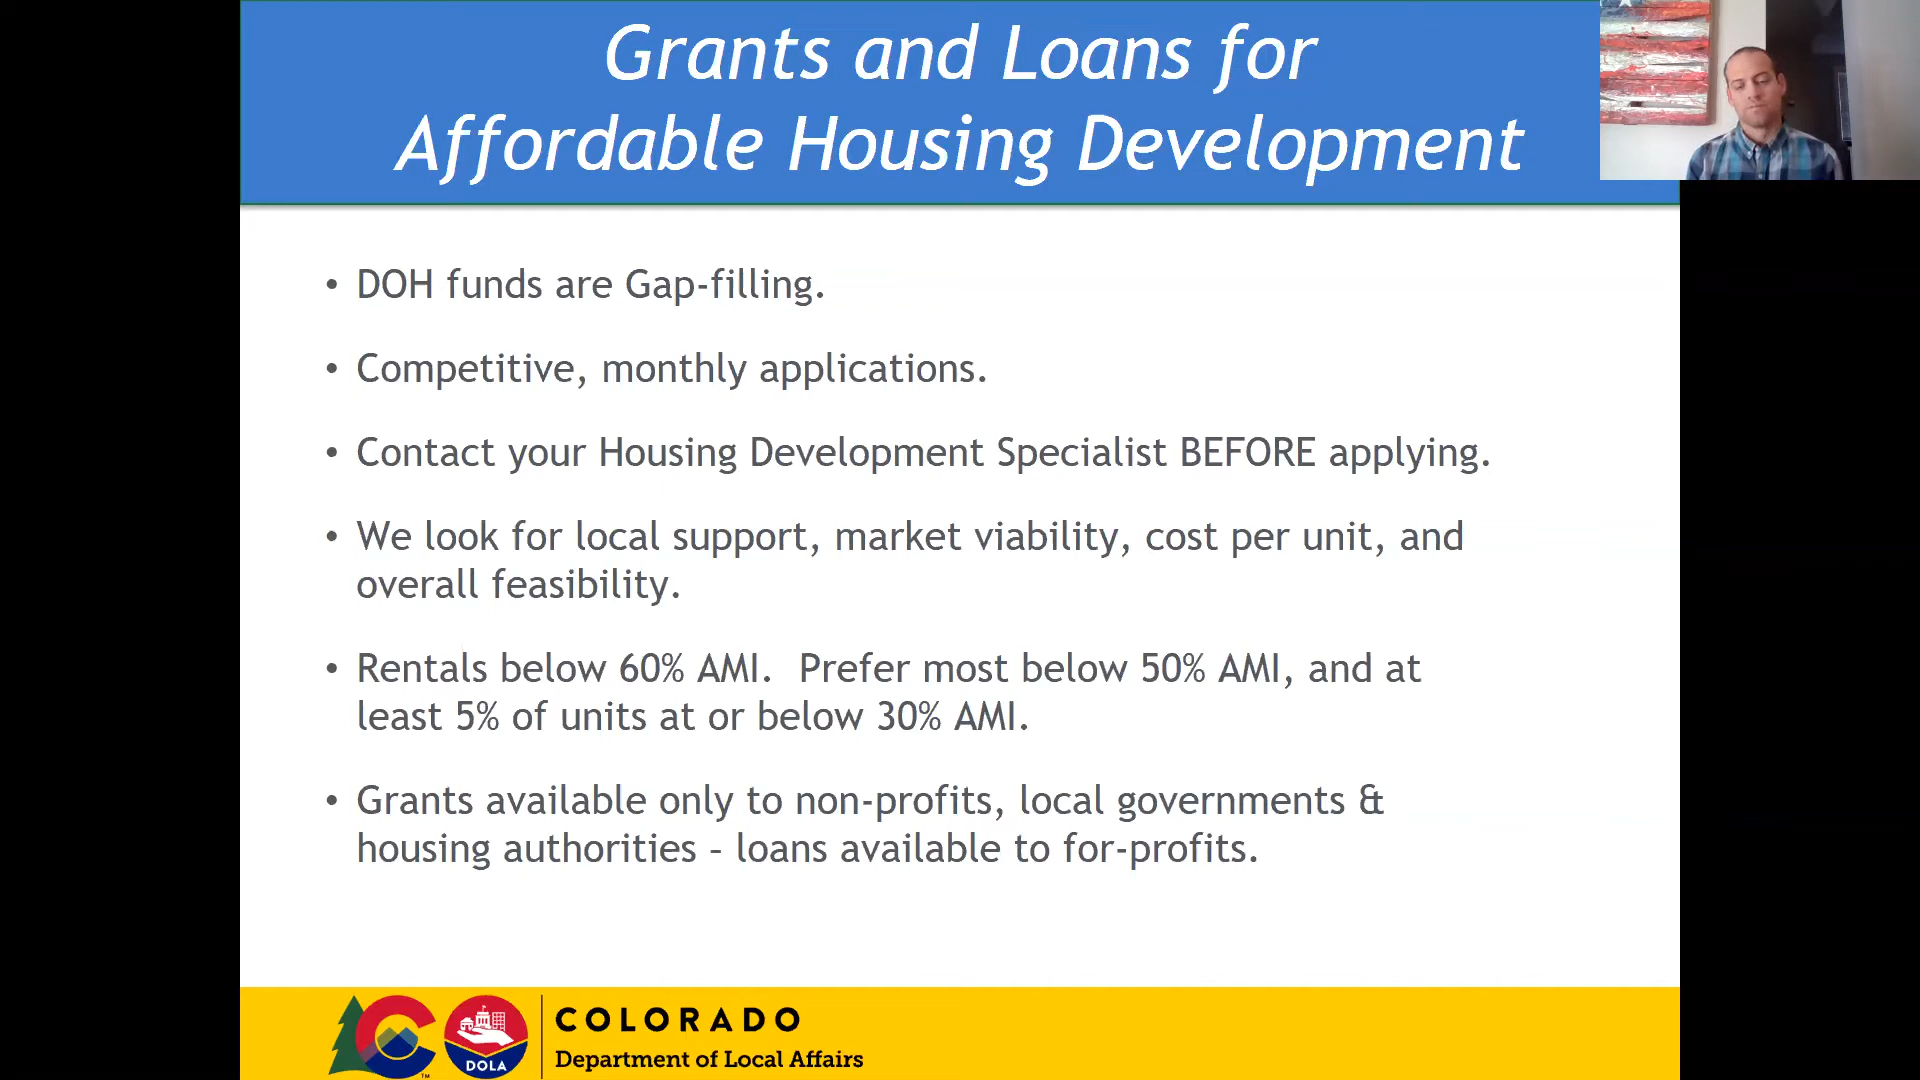 Grants and Loans for
Affordable Housing Development
• DOH funds are Gap-filling.
• Competitive, monthly applications.
• Contact your Housing Development Specialist BEFORE applying.
• We look for local support, market viability, cost per unit, and
overall feasibility.
• Rentals below 60% AMI.  Prefer most below 50% AMI, and at
least 5% of units at or below 30% AMI.
• Grants available only to non-profits, local governments &
housing authorities – loans available to for-profits.
COLORADO
Department of Local Affairs
DOLA
TM